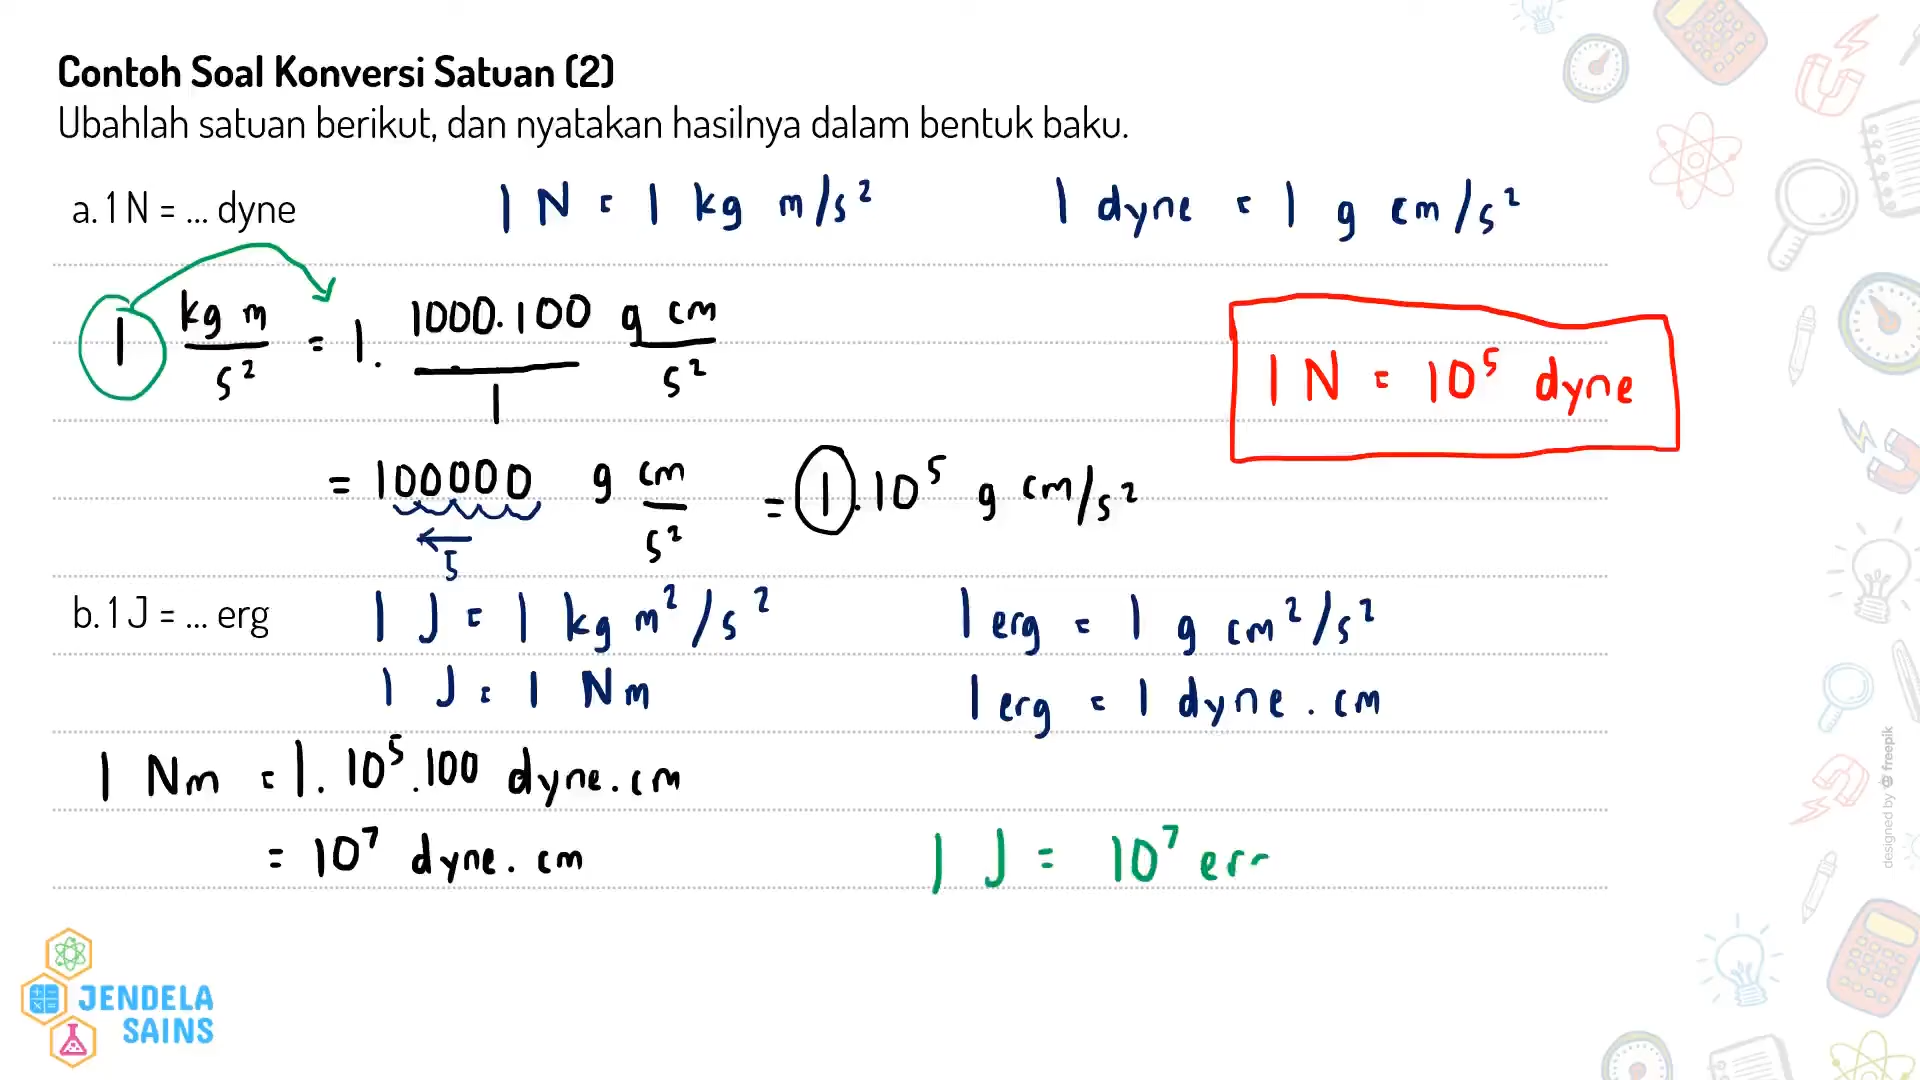 Contoh Soal Konversi Satuan (2)
Ubahlah satuan berikut, dan nyatakan hasilnya dalam bentuk baku.
a. 1 N = ... dyne 1 N = 1 kg m/s² 1 dyne = 1 g cm/s²
1 kg m/s² = 1 . 1000.100/1 g cm/s²
1 N = 10⁵ dyne
= 100000 g cm/s² = 1.10⁵ g cm/s²
5
b. 1 J = ... erg 1 J = 1 kg m²/s² 1 erg = 1 g cm²/s²
1 J = 1 Nm 1 erg = 1 dyne . cm
1 Nm = 1. 10⁵.100 dyne.cm
= 10⁷ dyne. cm 1 J = 10⁷ err
JENDELA
SAINS
designed by freepik